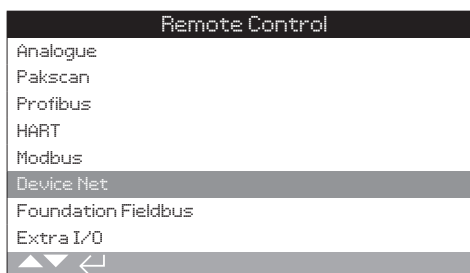 Remote Control
Analogue
Pakscan
Profibus
HART
Modbus
Device Net
Foundation Fieldbus
Extra I/O